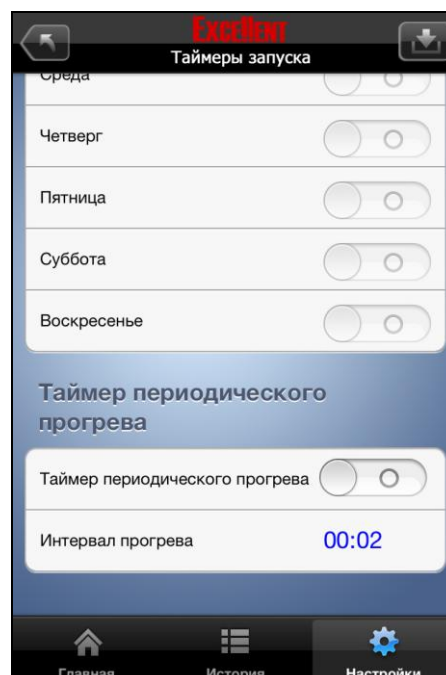 EXCELLENT
Таймеры запуска
Среда
Четверг
Пятница
Суббота
Воскресенье
Таймер периодического
прогрева
Таймер периодического прогрева
Интервал прогрева 00:02
Главная История Настройки